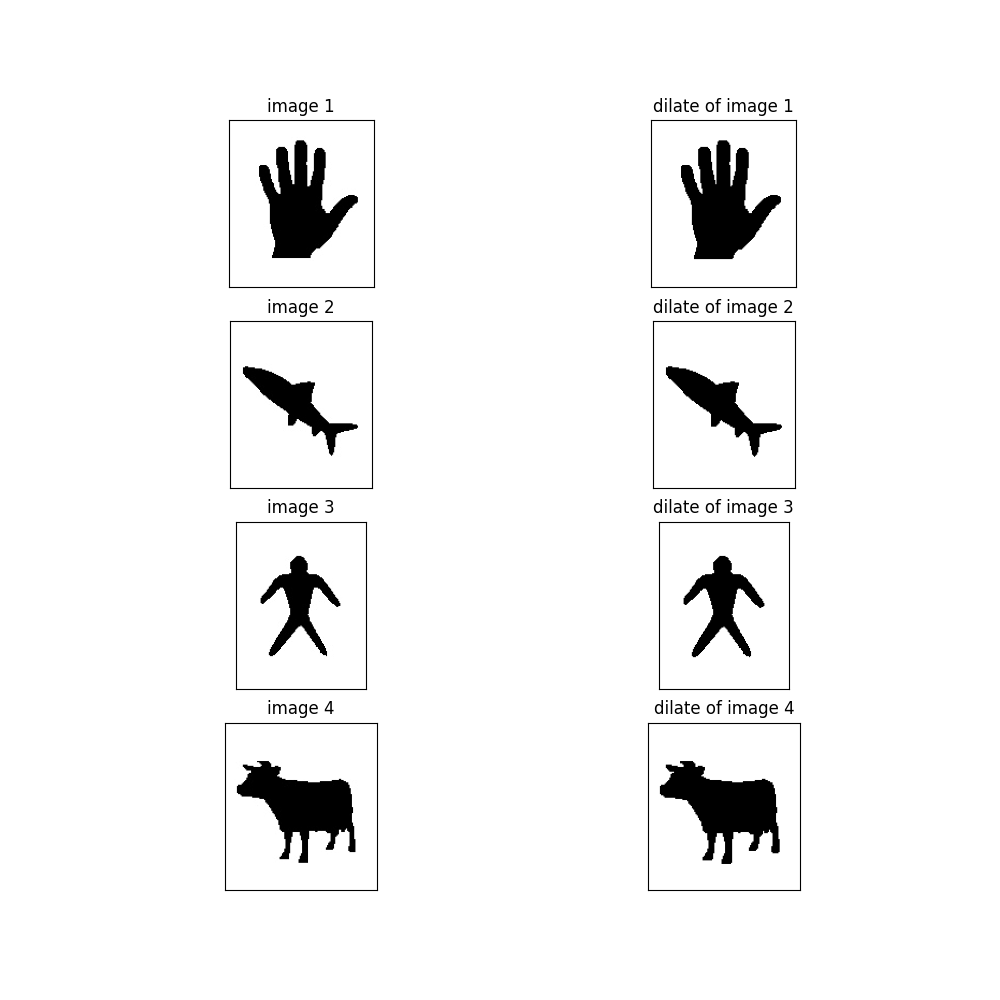 image 1
dilate of image 1
image 2
dilate of image 2
image 3
dilate of image 3
image 4
dilate of image 4